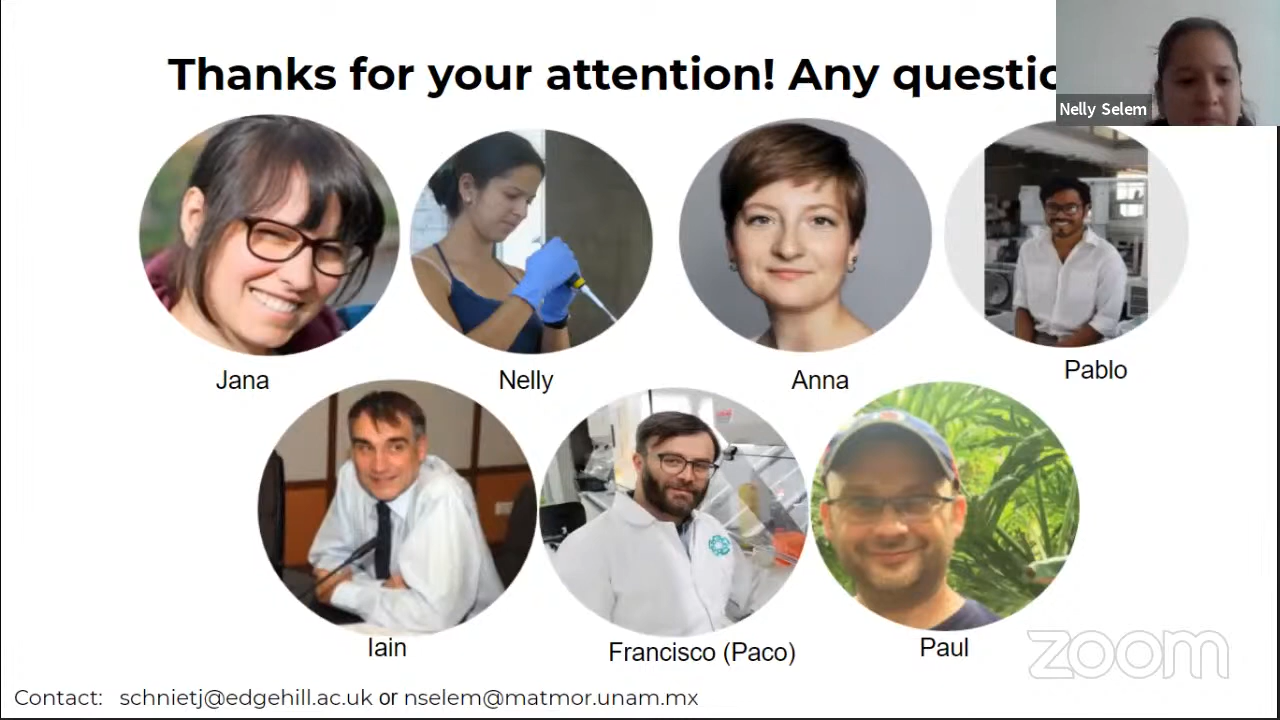 Thanks for your attention! Any questio
Nelly Selem
Jana
Nelly
Anna
Pablo
Iain
Francisco (Paco)
Paul
zoom
Contact: schnietj@edgehill.ac.uk or nselem@matmor.unam.mx